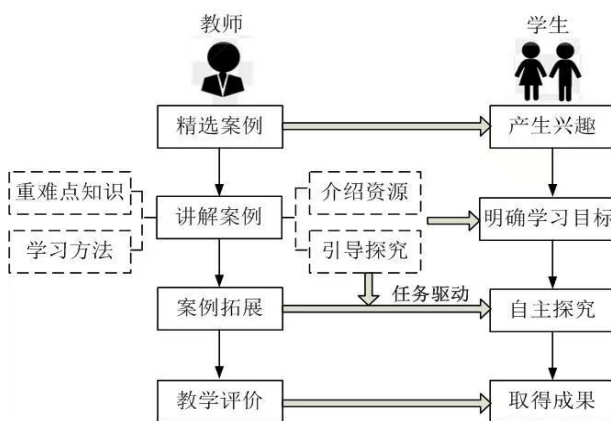 教师
学生
精选案例
产生兴趣
重难点知识
介绍资源
讲解案例
明确学习目标
学习方法
引导探究
任务驱动
案例拓展
自主探究
教学评价
取得成果